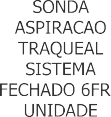 SONDA
ASPIRACAO
TRAQUEAL
SISTEMA
FECHADO 6FR
UNIDADE